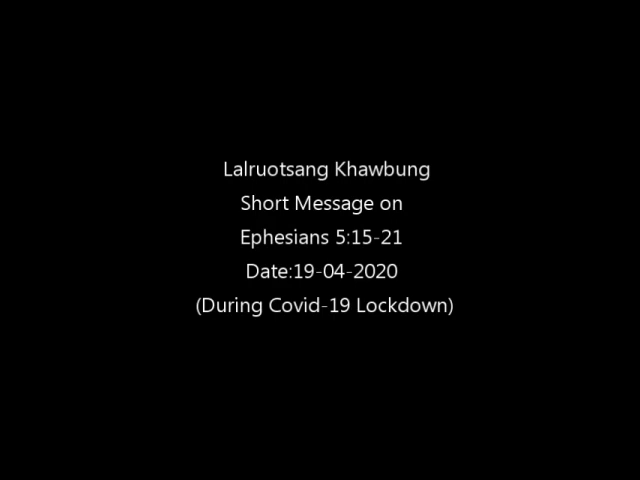 Lalruotsang Khawbung
Short Message on
Ephesians 5:15-21
Date:19-04-2020
(During Covid-19 Lockdown)